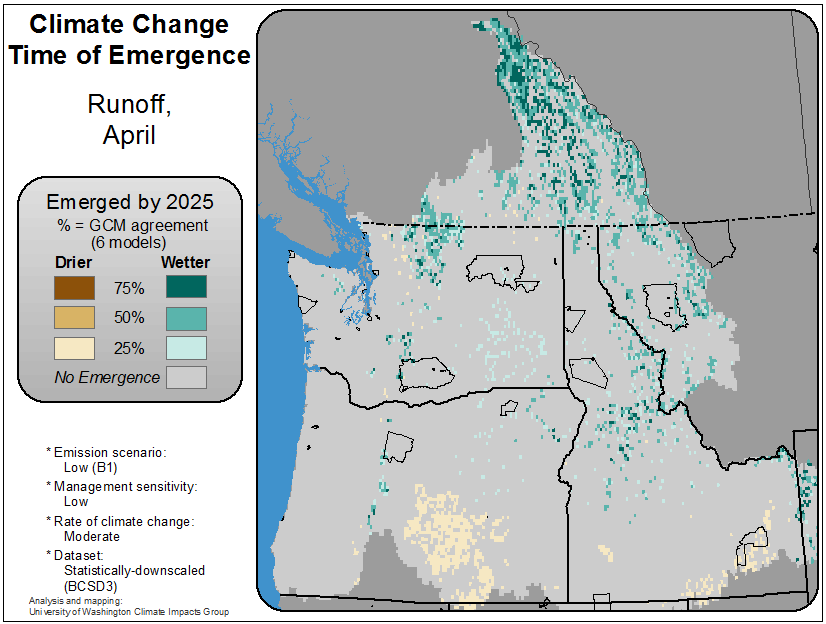 Climate Change
Time of Emergence
Runoff,
April
Emerged by 2025
% = GCM agreement
(6 models)
Drier Wetter
75%
50%
25%
No Emergence
* Emission scenario:
Low (B1)
* Management sensitivity:
Low
* Rate of climate change:
Moderate
* Dataset:
Statistically-downscaled
(BCSD3)
Analysis and mapping:
University of Washington Climate Impacts Group